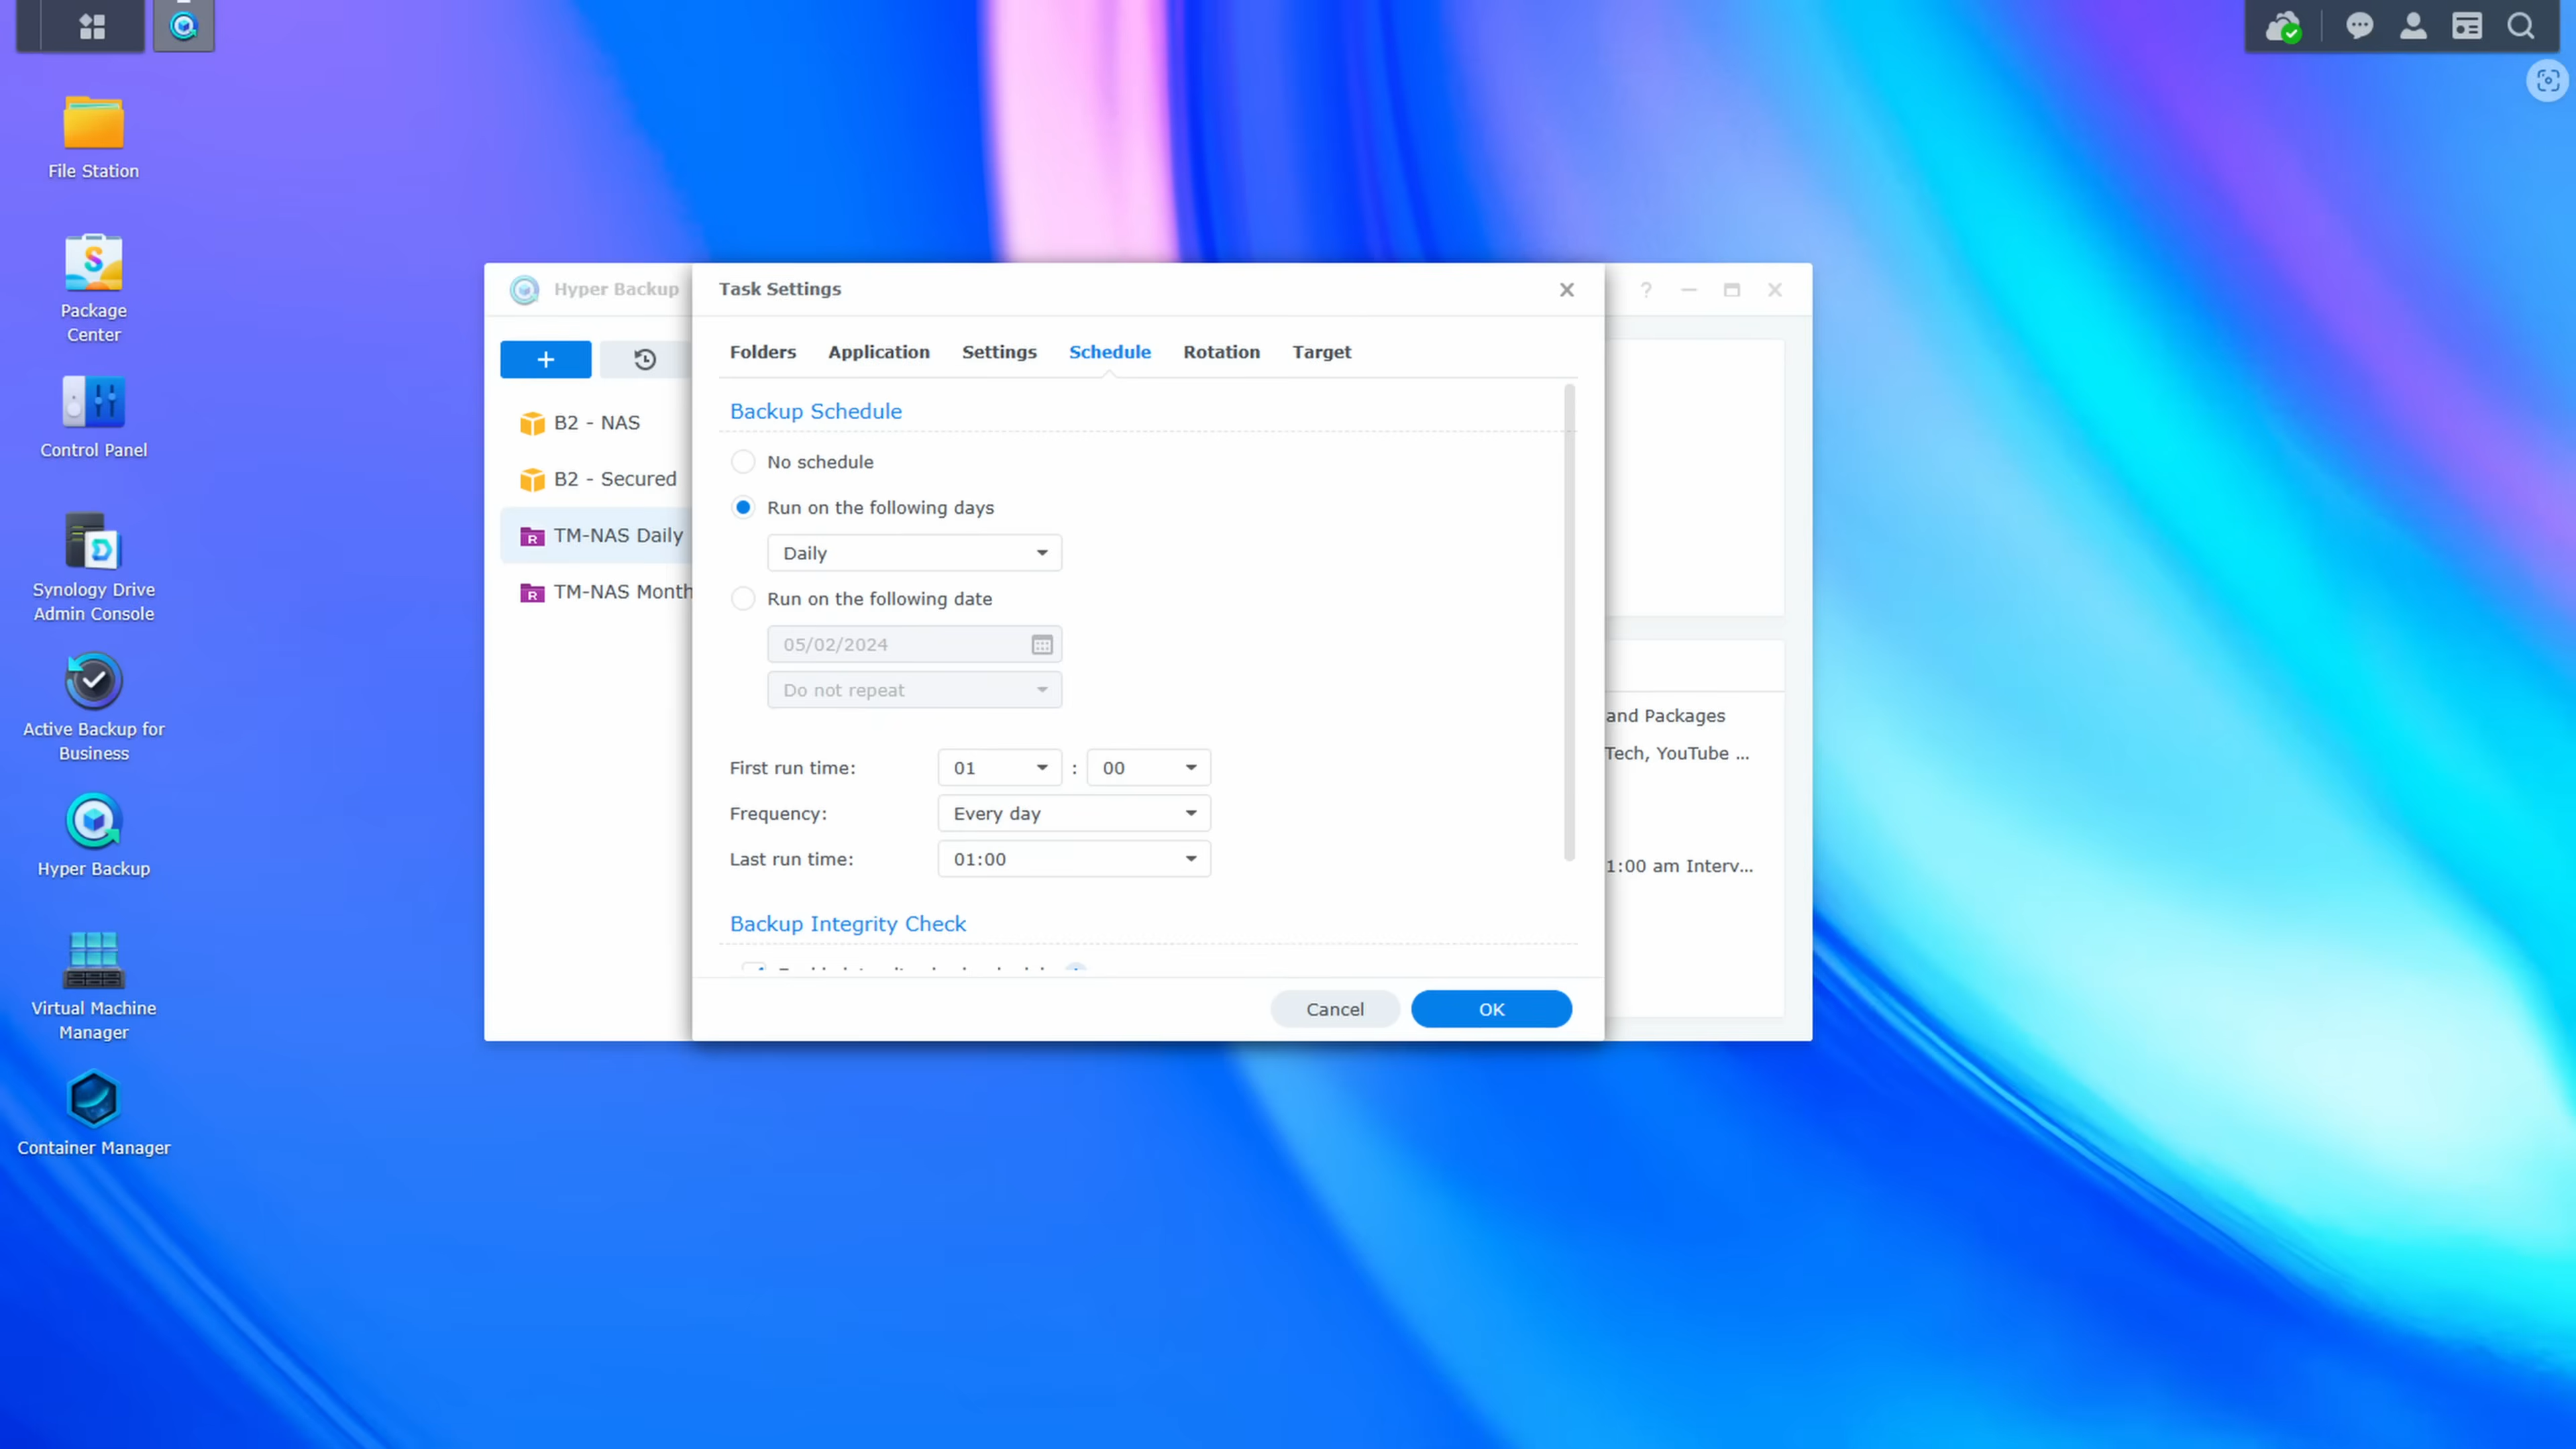 File Station
Package
Center
Control Panel
Synology Drive
Admin Console
Active Backup for
Business
Hyper Backup
Virtual Machine
Manager
Container Manager
Hyper Backup
B2 - NAS
B2 - Secured
TM-NAS Daily
TM-NAS Month
Task Settings
Folders Application Settings Schedule Rotation Target
Backup Schedule
No schedule
Run on the following days
Daily
Run on the following date
05/02/2024
Do not repeat
First run time: 01 : 00
Frequency: Every day
Last run time: 01:00
Backup Integrity Check
Cancel OK
and Packages
Tech, YouTube ...
1:00 am Interv...